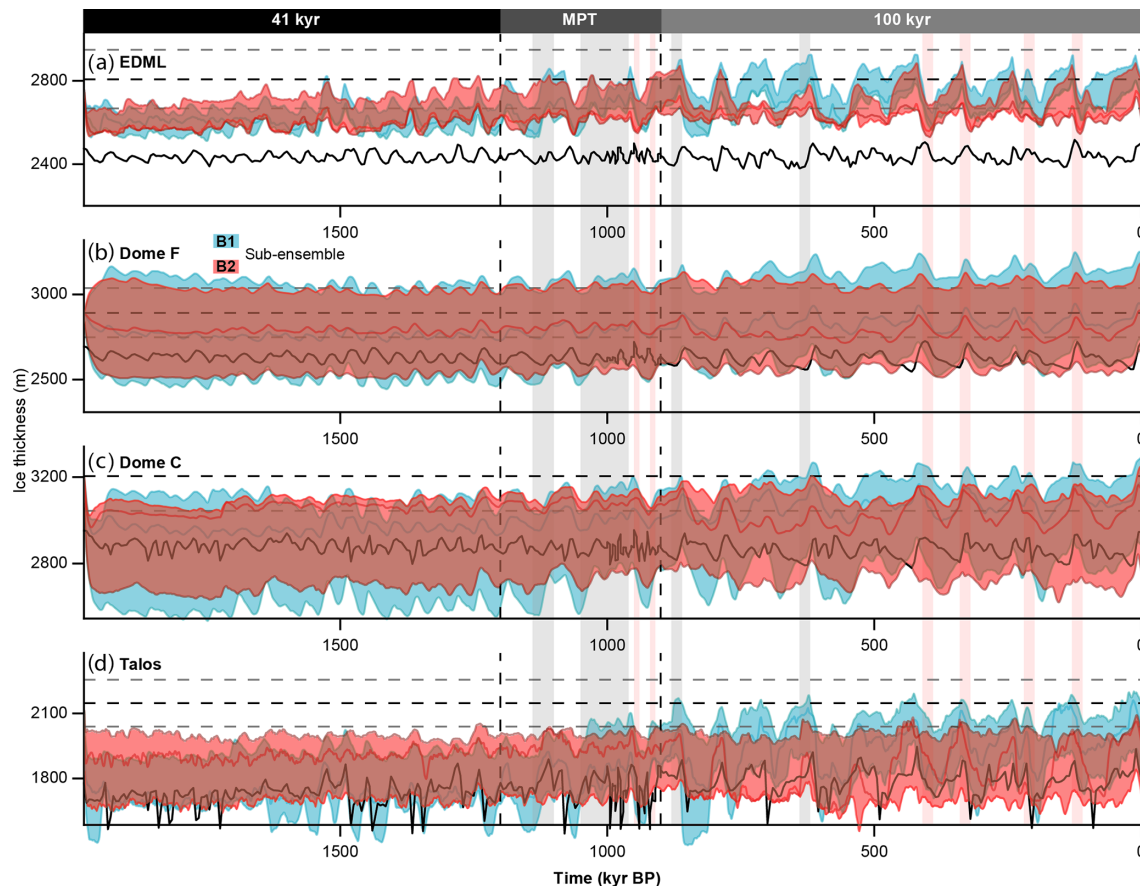 41 kyr MPT 100 kyr
(a) EDML
2800
2400
1500 1000 500 0
(b) Dome F
B1
B2
Sub-ensemble
3000
2500
1500 1000 500 0
(c) Dome C
3200
2800
1500 1000 500 0
(d) Talos
2100
1800
1500 1000 500 0
Ice thickness (m)
Time (kyr BP)